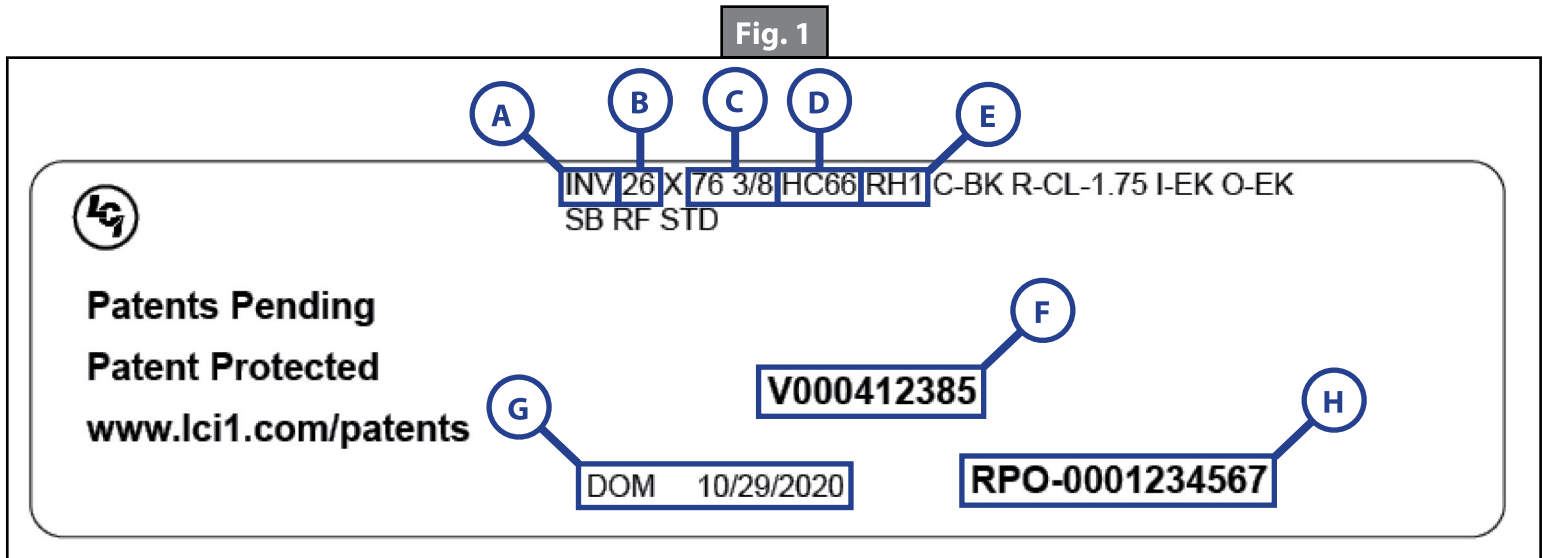 Fig. 1
A
B
C
D
E
INV 26 X 76 3/8 HC66 RH1 C-BK R-CL-1.75 I-EK O-EK
SB RF STD
LCI
Patents Pending
F
Patent Protected
V000412385
G
H
www.lci1.com/patents
DOM 10/29/2020
RPO-0001234567